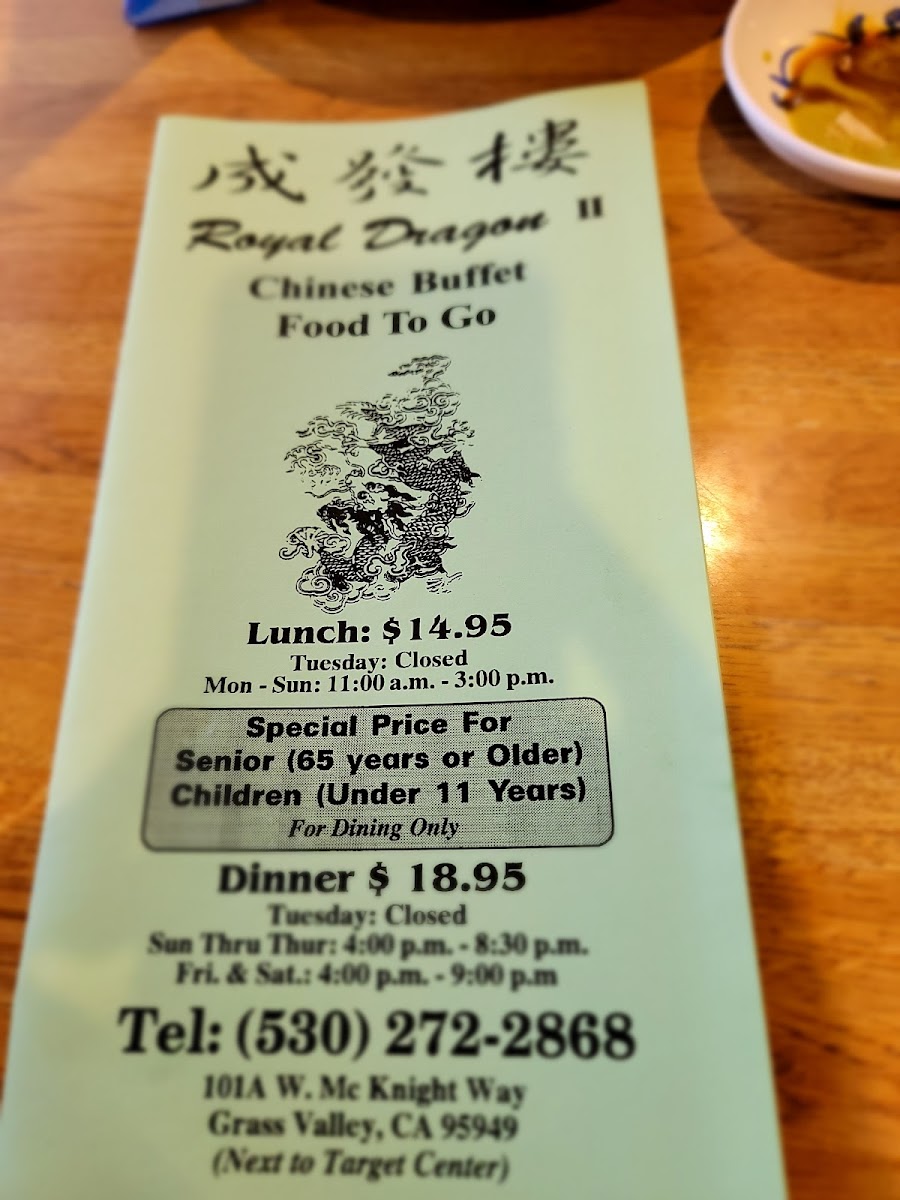 成發樓
Royal Dragon II
Chinese Buffet
Food To Go
Lunch: $14.95
Tuesday: Closed
Mon - Sun: 11:00 a.m. - 3:00 p.m.
Special Price For
Senior (65 years or Older)
Children (Under 11 Years)
For Dining Only
Dinner $ 18.95
Tuesday: Closed
Sun Thru Thur: 4:00 p.m. - 8:30 p.m.
Fri. & Sat.: 4:00 p.m. - 9:00 p.m
Tel: (530) 272-2868
101A W. Mc Knight Way
Grass Valley, CA 95949
(Next to Target Center)